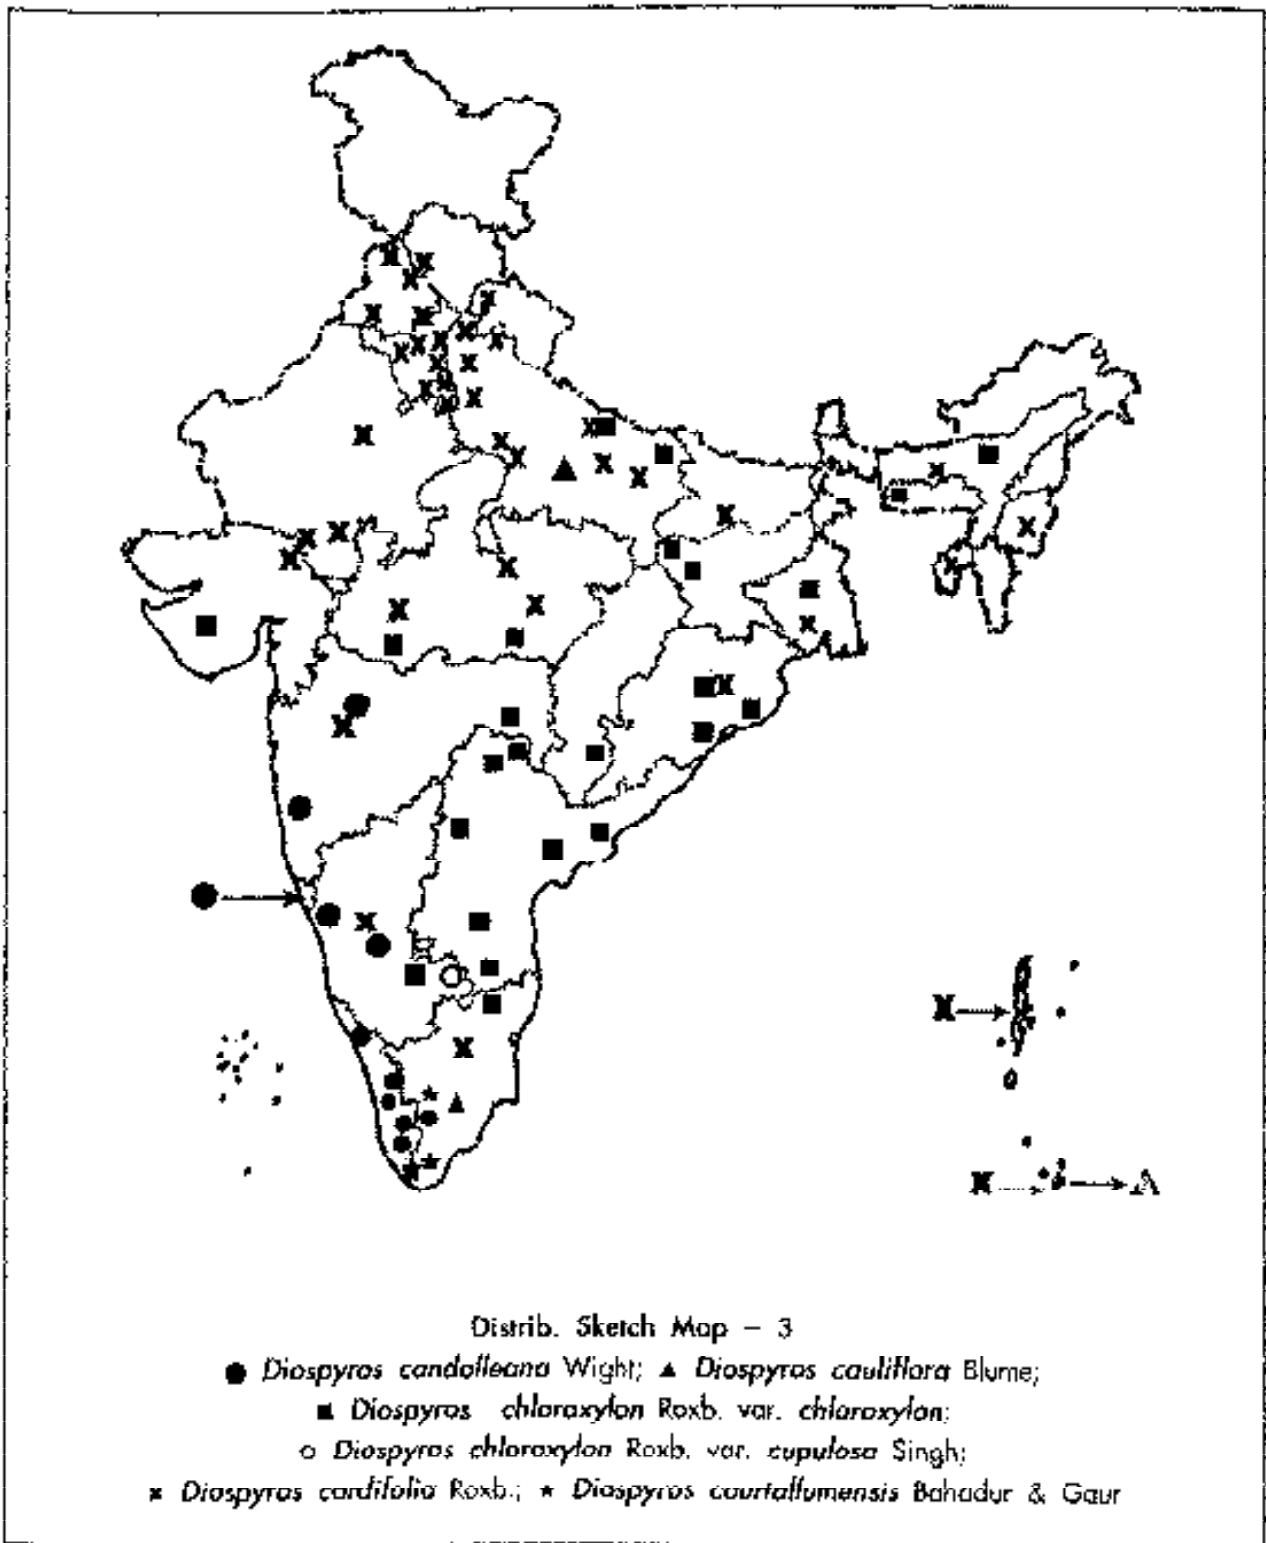 Distrib. Sketch Map – 3
● Diospyros candolleana Wight; ▲ Diospyros cauliflora Blume;
■ Diospyros chloroxylon Roxb. var. chloroxylon;
○ Diospyros chloroxylon Roxb. var. cupulosa Singh;
✖ Diospyros cordifolia Roxb.; ★ Diospyros courtallumensis Bahadur & Gaur